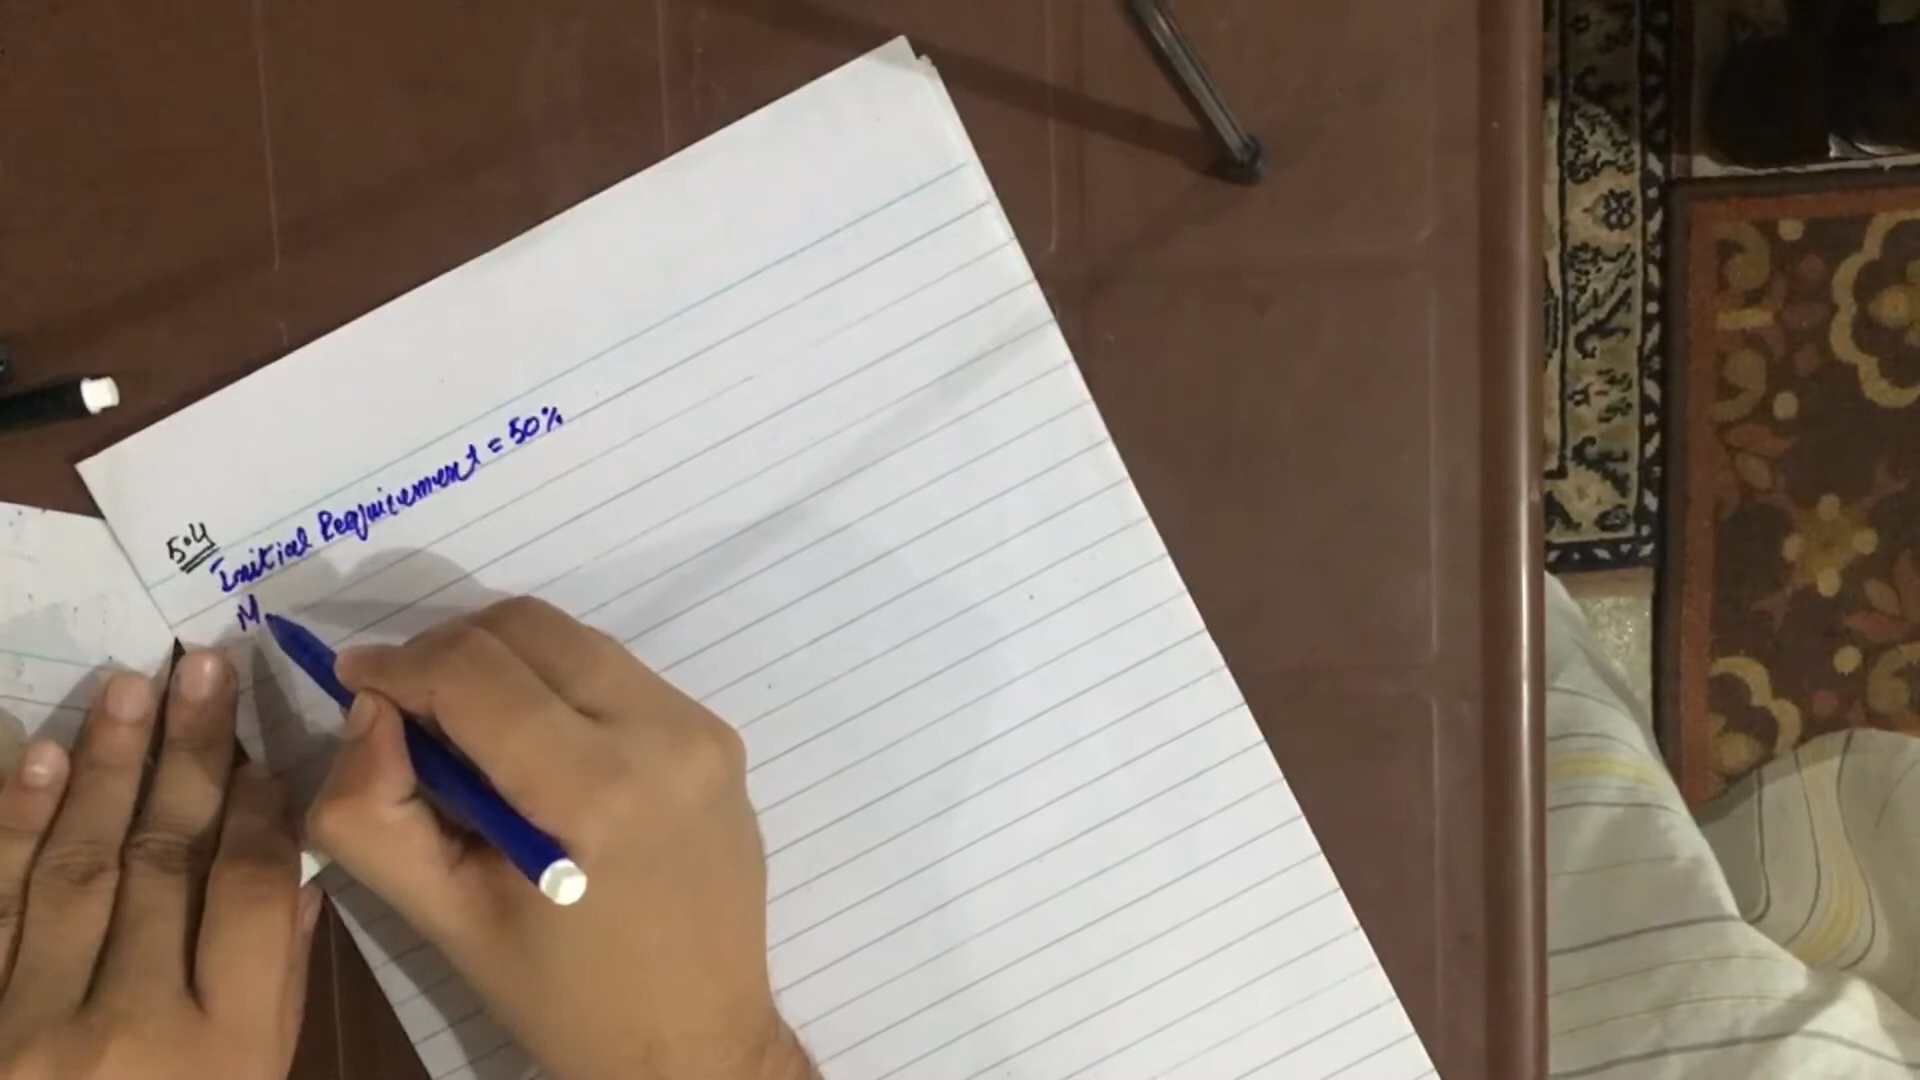 5.4
Initial Requirement = 50%
M